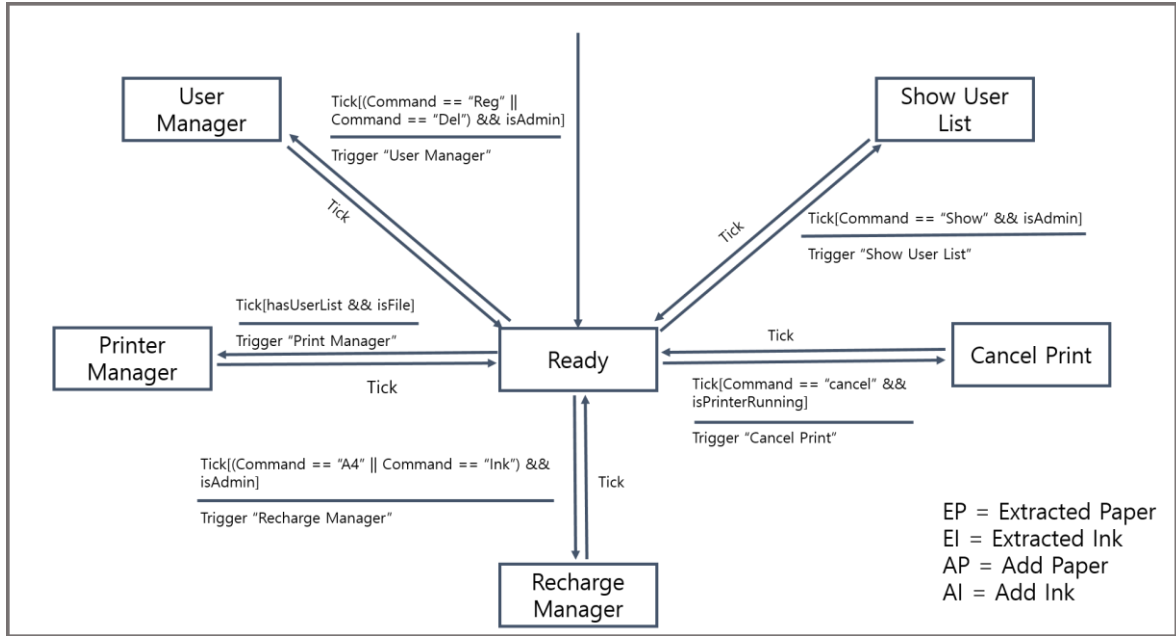 User
Manager
Tick[(Command == “Reg” ||
Command == “Del”) && isAdmin]
Trigger “User Manager”
Show User
List
Tick
Tick
Tick[Command == “Show” && isAdmin]
Trigger “Show User List”
Tick[hasUserList && isFile]
Trigger “Print Manager”
Printer
Manager
Tick
Ready
Tick
Cancel Print
Tick[Command == “cancel” &&
isPrinterRunning]
Trigger “Cancel Print”
Tick[(Command == “A4” || Command == “Ink”) &&
isAdmin]
Trigger “Recharge Manager”
Tick
Recharge
Manager
EP = Extracted Paper
EI = Extracted Ink
AP = Add Paper
AI = Add Ink